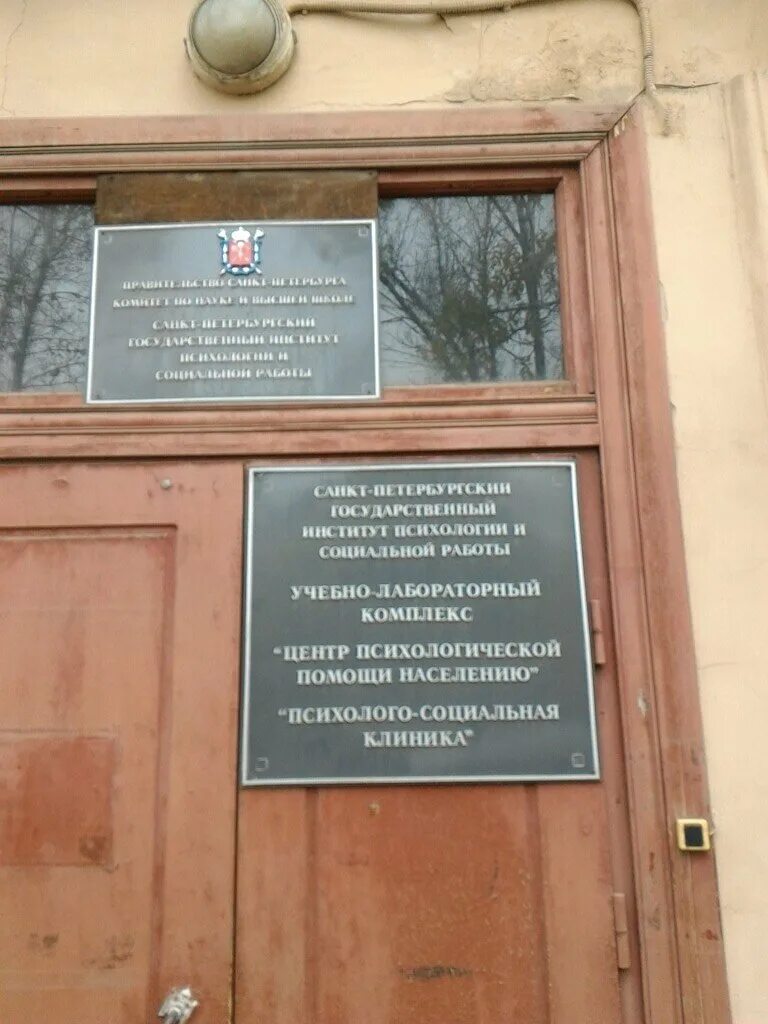 ПРАВИТЕЛЬСТВО САНКТ-ПЕТЕРБУРГА
КОМИТЕТ ПО НАУКЕ И ВЫСШЕЙ ШКОЛЕ
САНКТ-ПЕТЕРБУРГСКИЙ
ГОСУДАРСТВЕННЫЙ ИНСТИТУТ
ПСИХОЛОГИИ И
СОЦИАЛЬНОЙ РАБОТЫ
САНКТ-ПЕТЕРБУРГСКИЙ
ГОСУДАРСТВЕННЫЙ
ИНСТИТУТ ПСИХОЛОГИИ И
СОЦИАЛЬНОЙ РАБОТЫ
УЧЕБНО-ЛАБОРАТОРНЫЙ
КОМПЛЕКС
"ЦЕНТР ПСИХОЛОГИЧЕСКОЙ
ПОМОЩИ НАСЕЛЕНИЮ"
"ПСИХОЛОГО-СОЦИАЛЬНАЯ
КЛИНИКА"